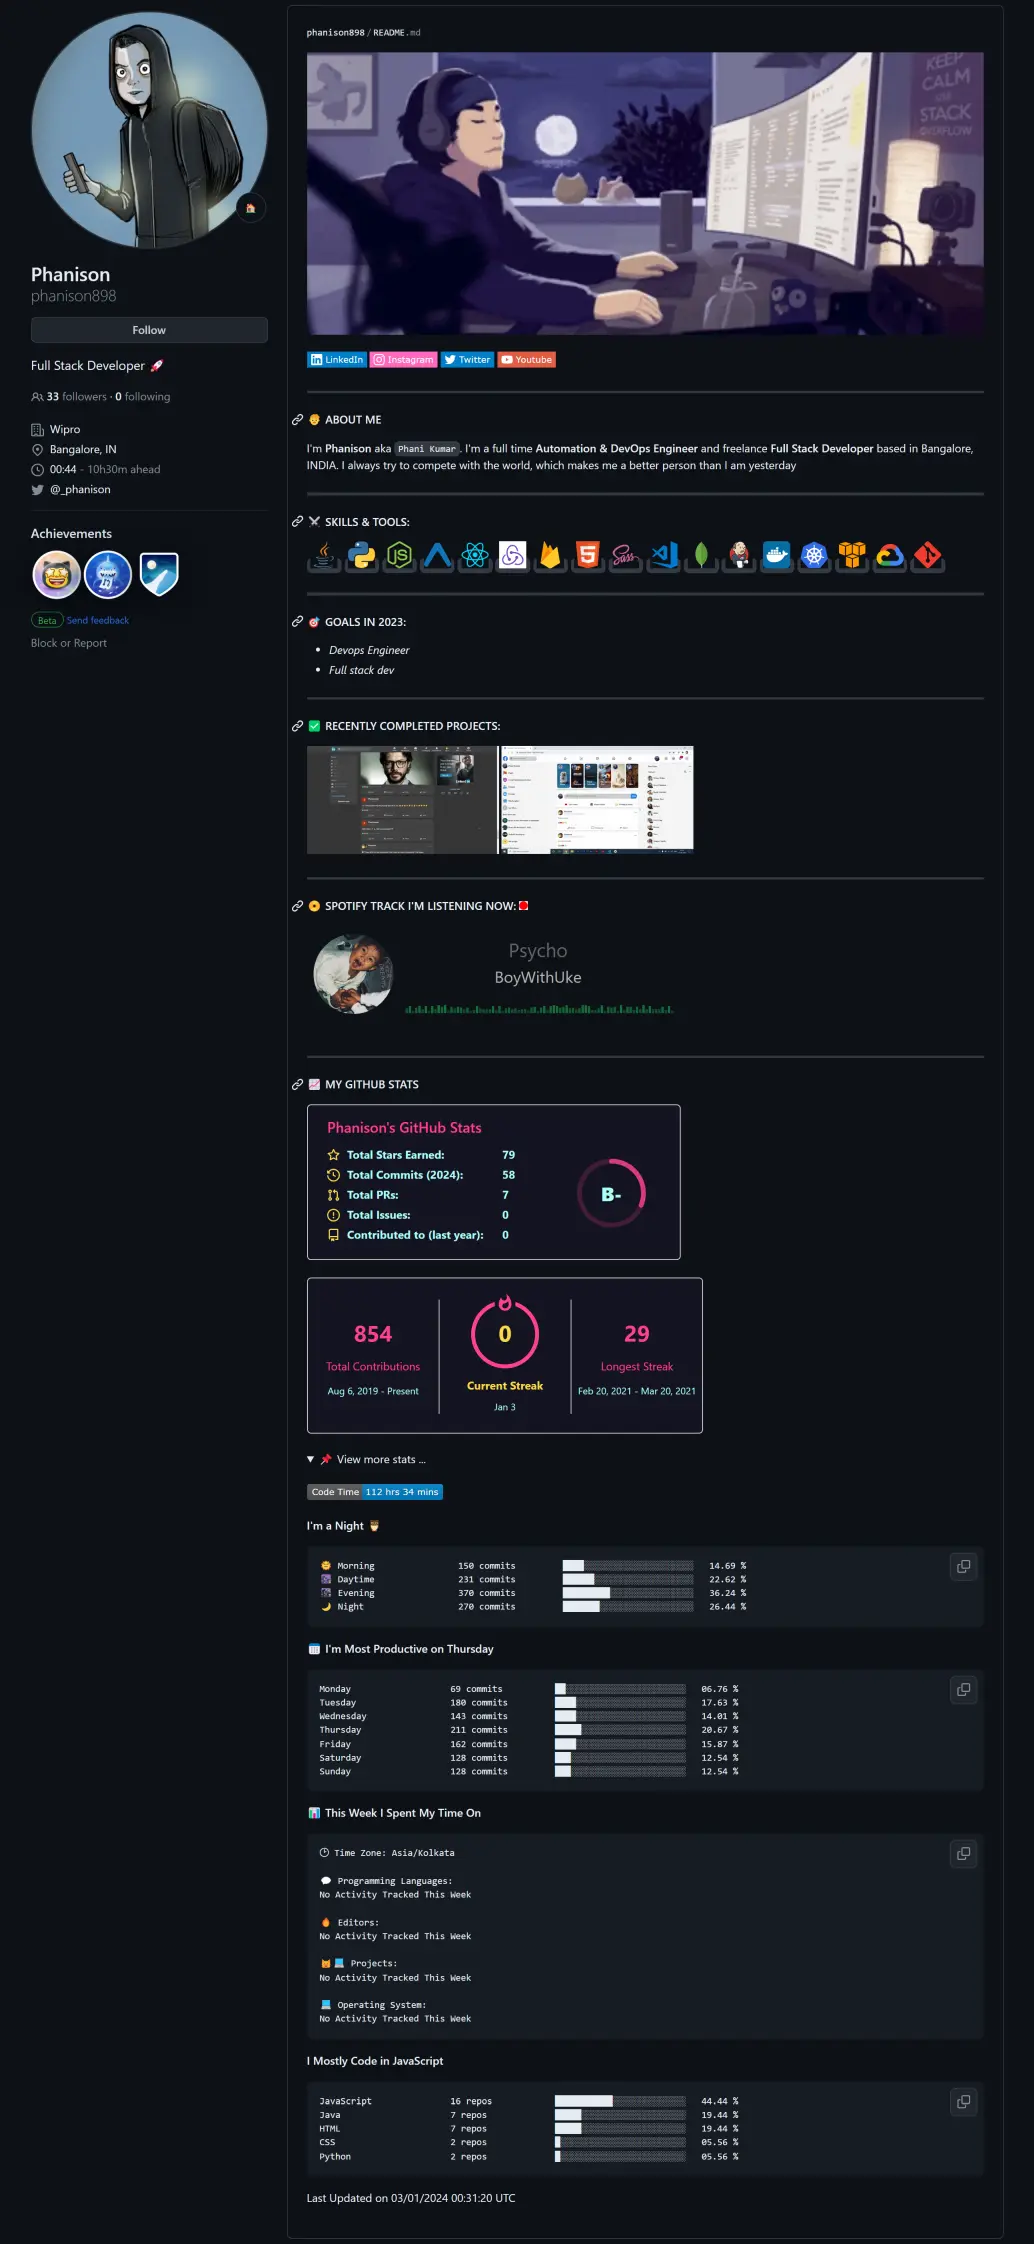 Phanison
phanison898
Follow
Full Stack Developer 🚀
33 followers · 0 following
Wipro
Bangalore, IN
00:44 - 10h30m ahead
@_phanison
Achievements
Beta Send feedback
Block or Report
phanison898/README.md
KEEP
CALM
STACK
LinkedIn Instagram Twitter Youtube
ABOUT ME
I'm Phanison aka Phani Kumar. I'm a full time Automation & DevOps Engineer and freelance Full Stack Developer based in Bangalore,
INDIA. I always try to compete with the world, which makes me a better person than I am yesterday
SKILLS & TOOLS:
JS
5
Sass
GOALS IN 2023:
Devops Engineer
Full stack dev
RECENTLY COMPLETED PROJECTS:
SPOTIFY TRACK I'M LISTENING NOW:
Psycho
BoyWithUke
MY GITHUB STATS
Phanison's GitHub Stats
Total Stars Earned: 79
Total Commits (2024): 58
Total PRs: 7
Total Issues: 0
Contributed to (last year): 0
B-
854
Total Contributions
Aug 6, 2019 - Present
0
Current Streak
Jan 3
29
Longest Streak
Feb 20, 2021 - Mar 20, 2021
View more stats ...
Code Time 112 hrs 34 mins
I'm a Night 🦉
Morning 150 commits 14.69 %
Daytime 231 commits 22.62 %
Evening 370 commits 36.24 %
Night 270 commits 26.44 %
I'm Most Productive on Thursday
Monday 69 commits 06.76 %
Tuesday 180 commits 17.63 %
Wednesday 143 commits 14.01 %
Thursday 211 commits 20.67 %
Friday 162 commits 15.87 %
Saturday 128 commits 12.54 %
Sunday 128 commits 12.54 %
This Week I Spent My Time On
Time Zone: Asia/Kolkata
Programming Languages:
No Activity Tracked This Week
Editors:
No Activity Tracked This Week
Projects:
No Activity Tracked This Week
Operating System:
No Activity Tracked This Week
I Mostly Code in JavaScript
JavaScript 16 repos 44.44 %
Java 7 repos 19.44 %
HTML 7 repos 19.44 %
CSS 2 repos 05.56 %
Python 2 repos 05.56 %
Last Updated on 03/01/2024 00:31:20 UTC